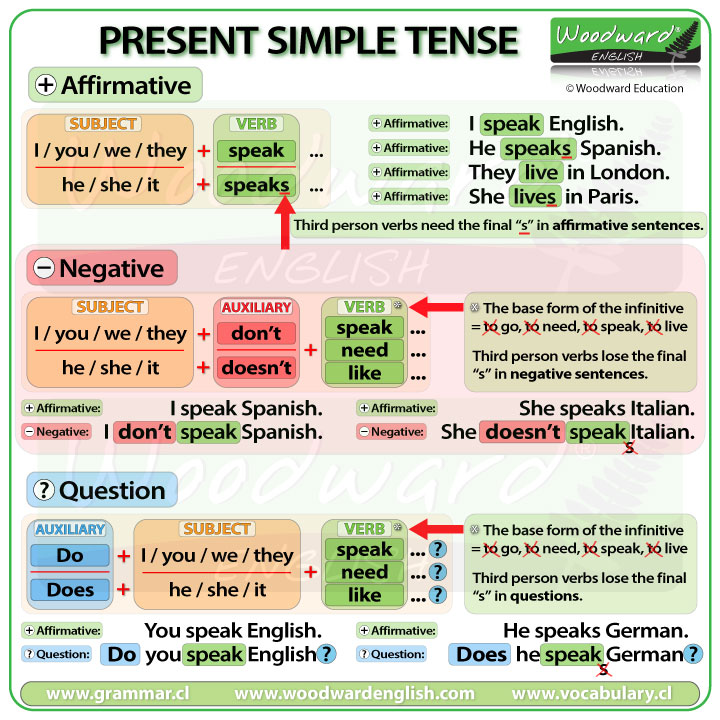 PRESENT SIMPLE TENSE
Woodward®
ENGLISH
© Woodward Education
+ Affirmative
SUBJECT VERB
I / you / we / they + speak ...
he / she / it + speaks ...
+ Affirmative: I speak English.
+ Affirmative: He speaks Spanish.
+ Affirmative: They live in London.
+ Affirmative: She lives in Paris.
Third person verbs need the final “s” in affirmative sentences.
− Negative
SUBJECT AUXILIARY VERB *
I / you / we / they + don't + speak ...
need ...
he / she / it + doesn't like ...
* The base form of the infinitive
= to go, to need, to speak, to live
Third person verbs lose the final
“s” in negative sentences.
+ Affirmative: I speak Spanish.
− Negative: I don't speak Spanish.
+ Affirmative: She speaks Italian.
− Negative: She doesn't speak Italian.
s
? Question
AUXILIARY SUBJECT VERB *
Do + I / you / we / they + speak ... ?
need ... ?
Does + he / she / it like ... ?
* The base form of the infinitive
= to go, to need, to speak, to live
Third person verbs lose the final
“s” in questions.
+ Affirmative: You speak English.
? Question: Do you speak English?
+ Affirmative: He speaks German.
? Question: Does he speak German?
s
www.grammar.cl www.woodwardenglish.com www.vocabulary.cl
Woodward®
ENGLISH
Woodward®
ENGLISH